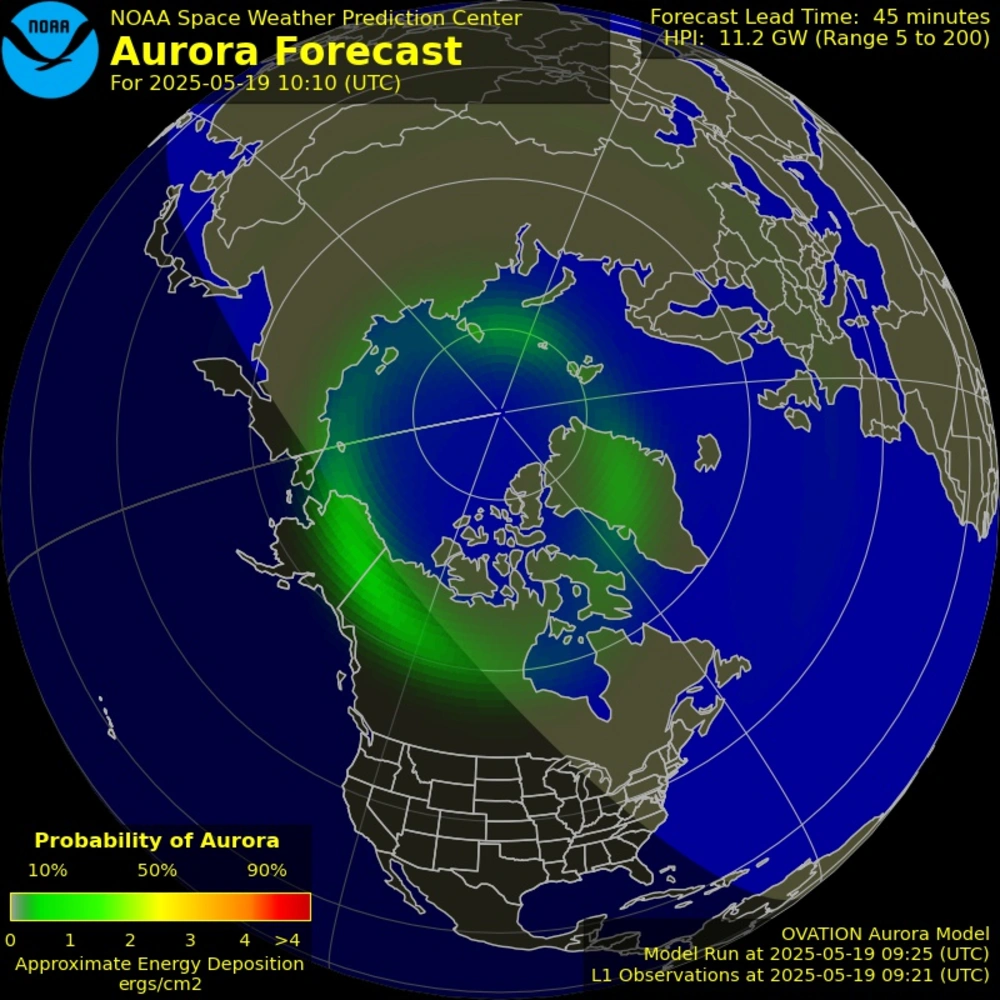 NOAA
NOAA Space Weather Prediction Center
Aurora Forecast
For 2025-05-19 10:10 (UTC)
Forecast Lead Time: 45 minutes
HPI: 11.2 GW (Range 5 to 200)
Probability of Aurora
10% 50% 90%
0 1 2 3 4 >4
Approximate Energy Deposition
ergs/cm2
OVATION Aurora Model
Model Run at 2025-05-19 09:25 (UTC)
L1 Observations at 2025-05-19 09:21 (UTC)